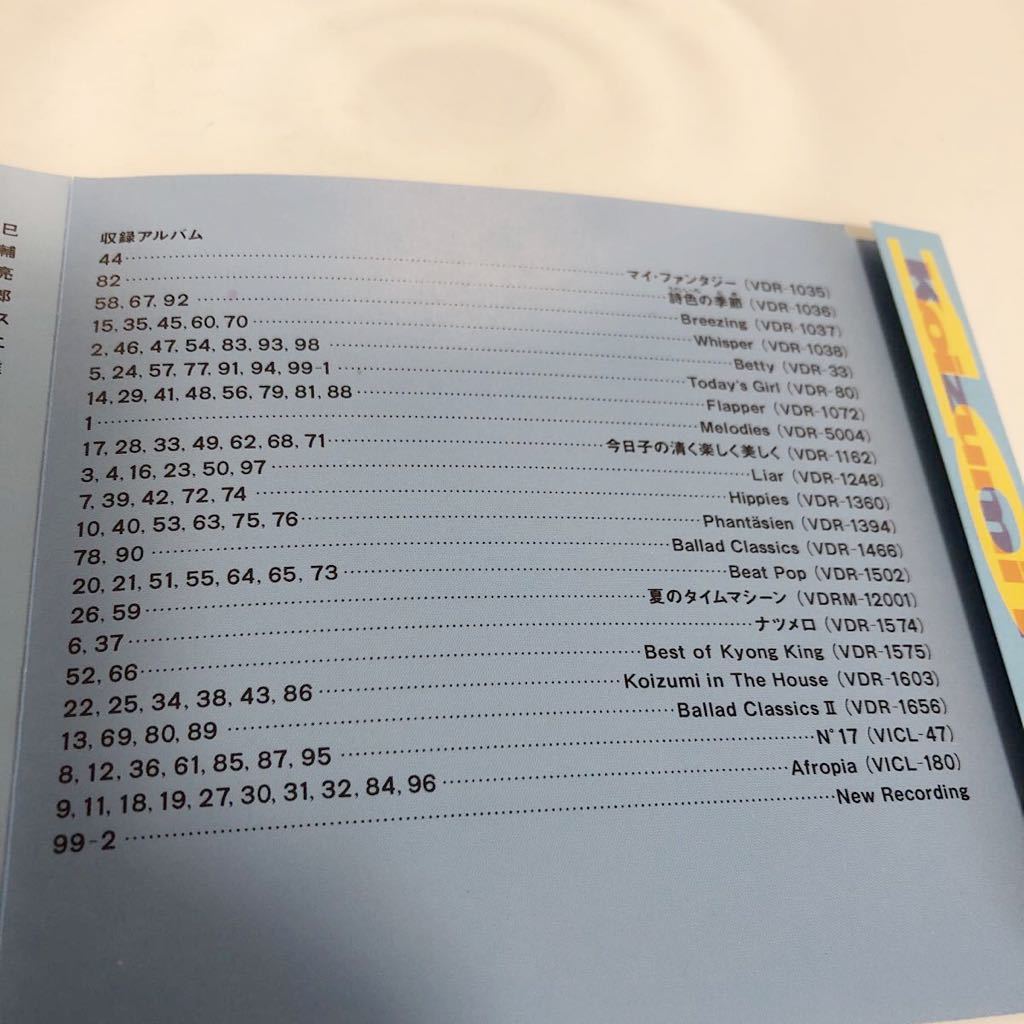 巳
輔
亮
郎
ス
収録アルバム
44……マイ・ファンタジー (VDR-1035)
82……詩色の季節 (VDR-1036)
58, 67, 92……Breezing (VDR-1037)
15, 35, 45, 60, 70……Whisper (VDR-1038)
2, 46, 47, 54, 83, 93, 98……Betty (VDR-33)
5, 24, 57, 77, 91, 94, 99-1……Today's Girl (VDR-80)
14, 29, 41, 48, 56, 79, 81, 88……Flapper (VDR-1072)
1……Melodies (VDR-5004)
17, 28, 33, 49, 62, 68, 71……今日子の清く楽しく美しく (VDR-1162)
3, 4, 16, 23, 50, 97……Liar (VDR-1248)
7, 39, 42, 72, 74……Hippies (VDR-1360)
10, 40, 53, 63, 75, 76……Phantäsien (VDR-1394)
78, 90……Ballad Classics (VDR-1466)
20, 21, 51, 55, 64, 65, 73……Beat Pop (VDR-1502)
26, 59……夏のタイムマシーン (VDRM-12001)
6, 37……ナツメロ (VDR-1574)
52, 66……Best of Kyong King (VDR-1575)
22, 25, 34, 38, 43, 86……Koizumi in The House (VDR-1603)
13, 69, 80, 89……Ballad Classics Ⅱ (VDR-1656)
8, 12, 36, 61, 85, 87, 95……N°17 (VICL-47)
9, 11, 18, 19, 27, 30, 31, 32, 84, 96……Afropia (VICL-180)
99-2……New Recording
Koizumi